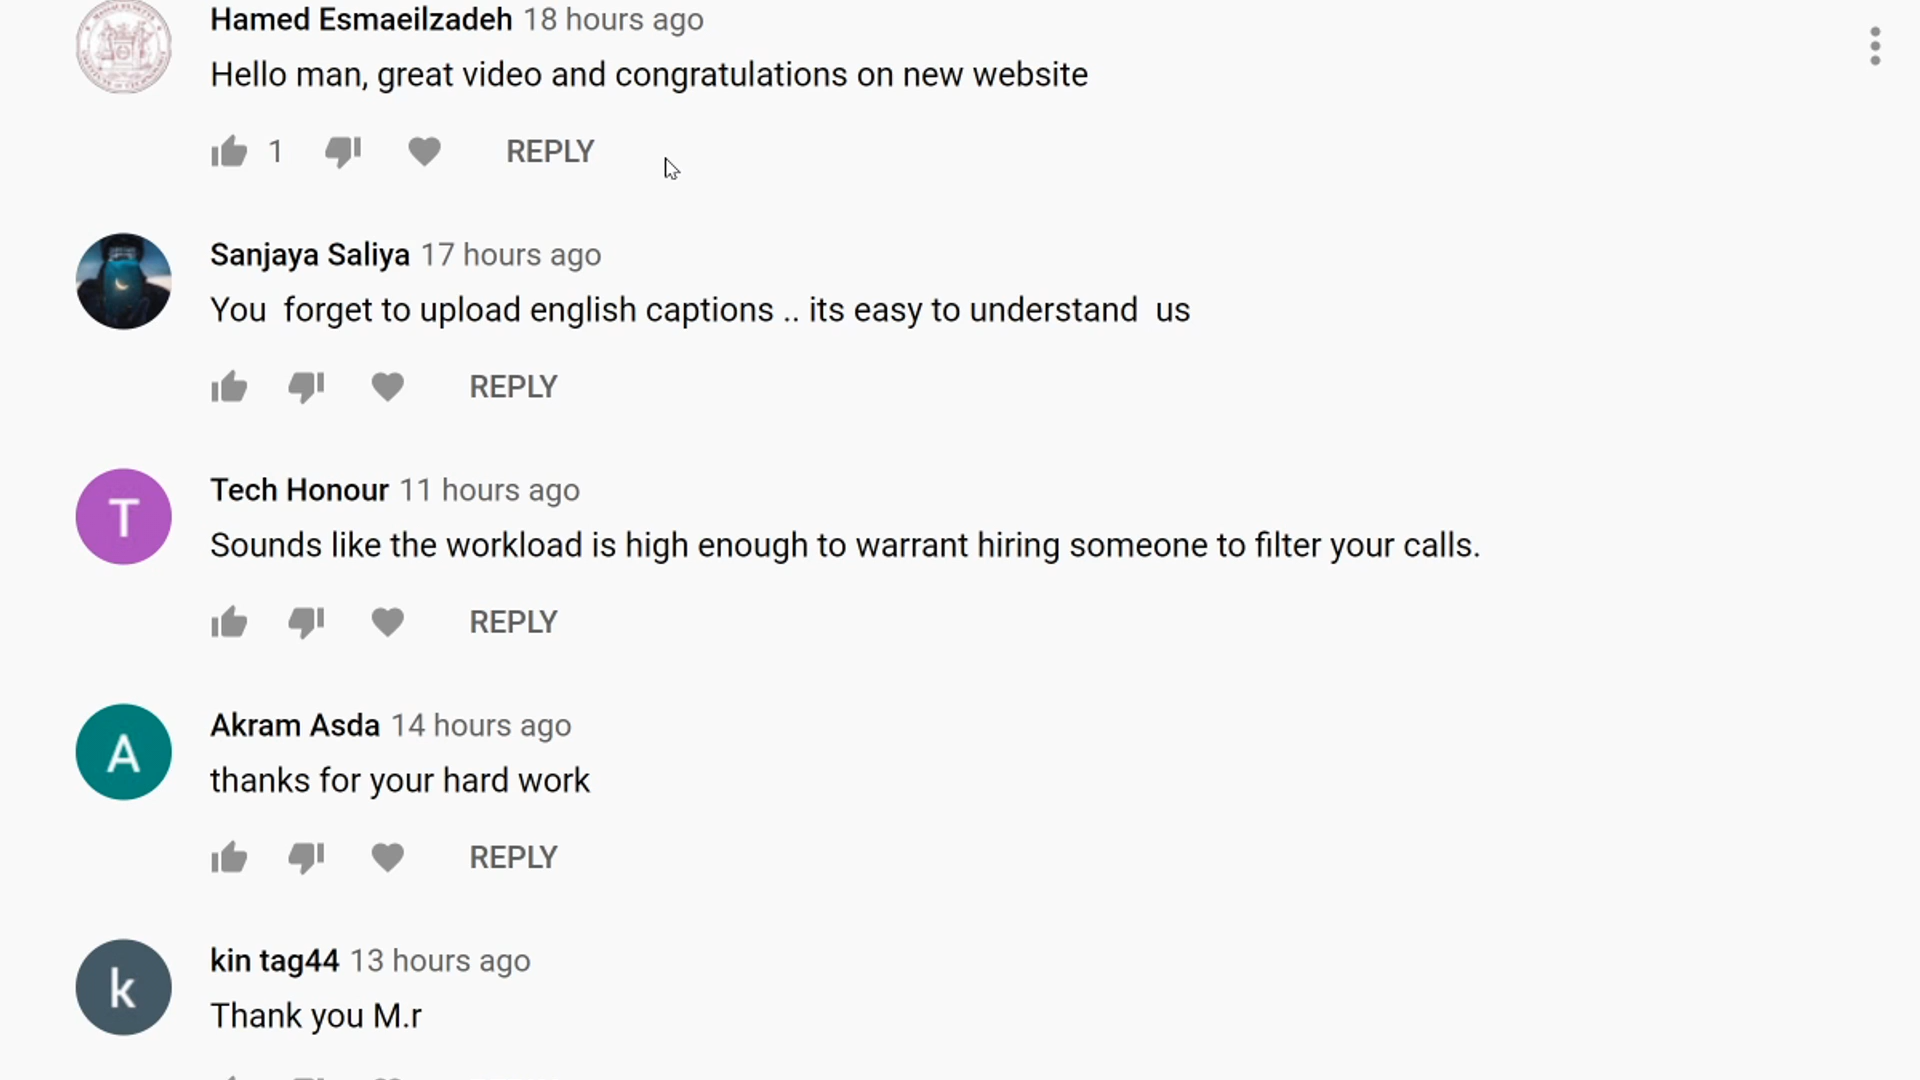 Hamed Esmaeilzadeh 18 hours ago
Hello man, great video and congratulations on new website
1 REPLY
Sanjaya Saliya 17 hours ago
You  forget to upload english captions .. its easy to understand  us
REPLY
T
Tech Honour 11 hours ago
Sounds like the workload is high enough to warrant hiring someone to filter your calls.
REPLY
A
Akram Asda 14 hours ago
thanks for your hard work
REPLY
k
kin tag44 13 hours ago
Thank you M.r